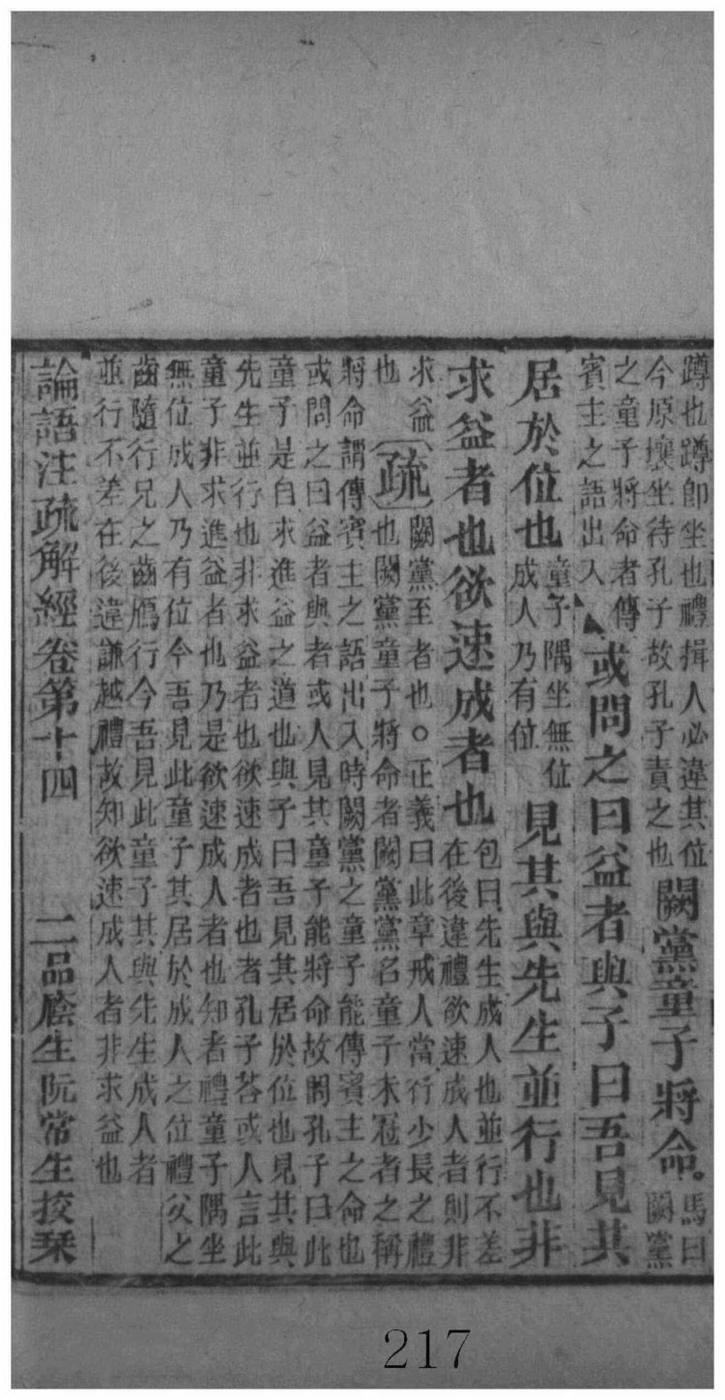 蹲也蹲卽坐也禮揖人必違其位
今原壤坐待孔子故孔子責之也
闕黨童子將命
馬曰
闕黨
之童子將命者傳
賓主之語出入
或問之曰益者與子曰吾見其
居於位也
童子隅坐無位
成人乃有位
見其與先生並行也非
求益者也欲速成者也
包曰先生成人也並行不差
在後違禮欲速成人者則非
求益
也
疏
闕黨至者也○正義曰此章戒人當行少長之禮
也闕黨童子將命者闕黨黨名童子未冠者之稱
將命謂傳賓主之語出入時闕黨之童子能傳賓主之命也
或問之曰益者與者或人見其童子能將命故問孔子曰此
童子是自求進益之道也與子曰吾見其居於位也見其與
先生並行也非求益者也欲速成者也者孔子荅或人言此
童子非求進益者也乃是欲速成人者也知者禮童子隅坐
無位成人乃有位今吾見此童子其居於成人之位禮父之
齒隨行兄之齒鴈行今吾見此童子其與先生成人者
並行不差在後違謙越禮故知欲速成人者非求益也
論語注疏解經卷第十四
二品廕生阮常生挍栞
217